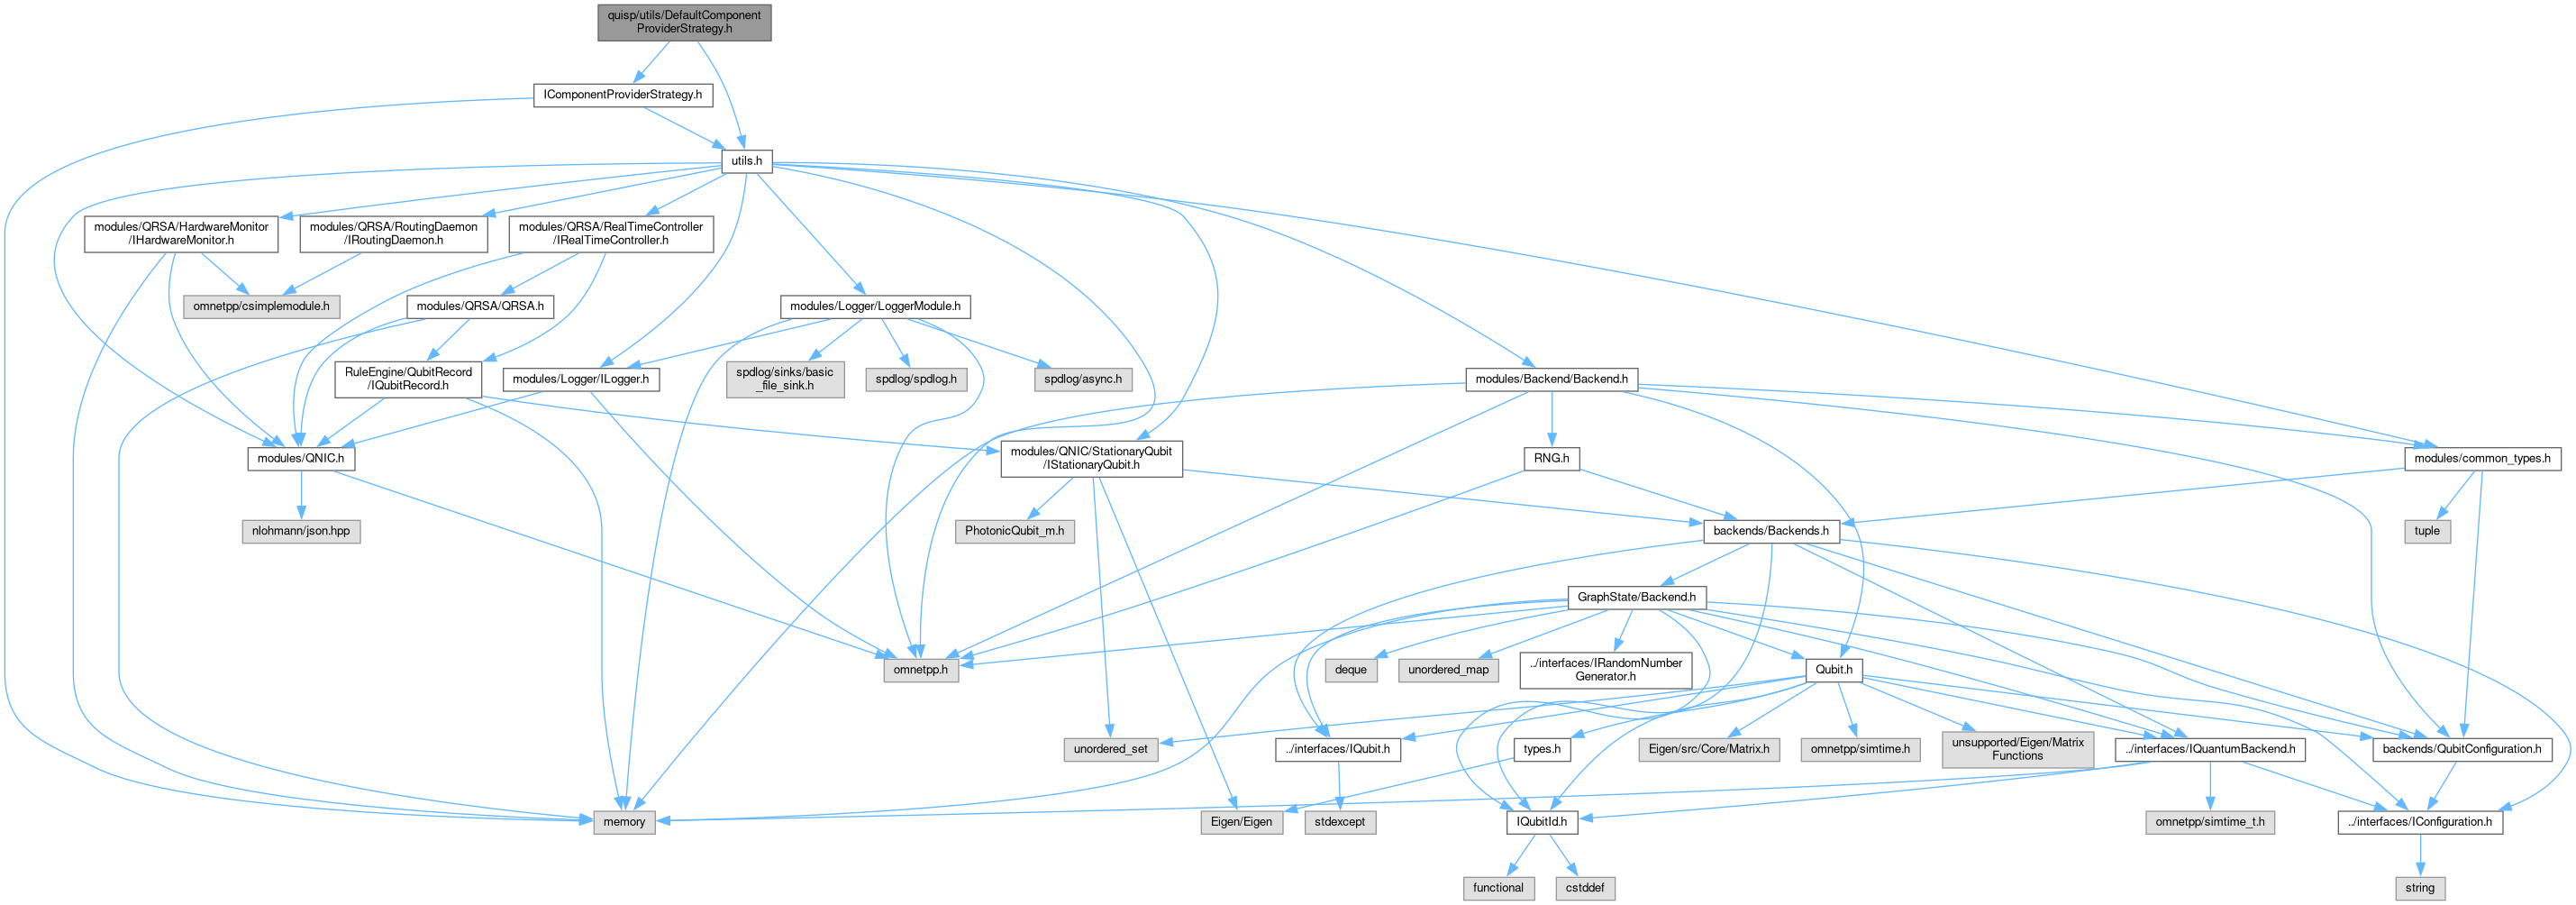 quisp/utils/DefaultComponent
ProviderStrategy.h
IComponentProviderStrategy.h
utils.h
modules/QRSA/HardwareMonitor
/IHardwareMonitor.h
modules/QRSA/RoutingDaemon
/IRoutingDaemon.h
modules/QRSA/RealTimeController
/IRealTimeController.h
omnetpp/csimplemodule.h
modules/QRSA/QRSA.h
modules/Logger/LoggerModule.h
RuleEngine/QubitRecord
/IQubitRecord.h
modules/Logger/ILogger.h
spdlog/sinks/basic
_file_sink.h
spdlog/spdlog.h
spdlog/async.h
modules/Backend/Backend.h
modules/QNIC.h
modules/QNIC/StationaryQubit
/IStationaryQubit.h
RNG.h
modules/common_types.h
nlohmann/json.hpp
PhotonicQubit_m.h
backends/Backends.h
tuple
GraphState/Backend.h
omnetpp.h
deque
unordered_map
../interfaces/IRandomNumber
Generator.h
Qubit.h
unordered_set
../interfaces/IQubit.h
types.h
Eigen/src/Core/Matrix.h
omnetpp/simtime.h
unsupported/Eigen/Matrix
Functions
../interfaces/IQuantumBackend.h
backends/QubitConfiguration.h
memory
Eigen/Eigen
stdexcept
IQubitId.h
omnetpp/simtime_t.h
../interfaces/IConfiguration.h
functional
cstddef
string